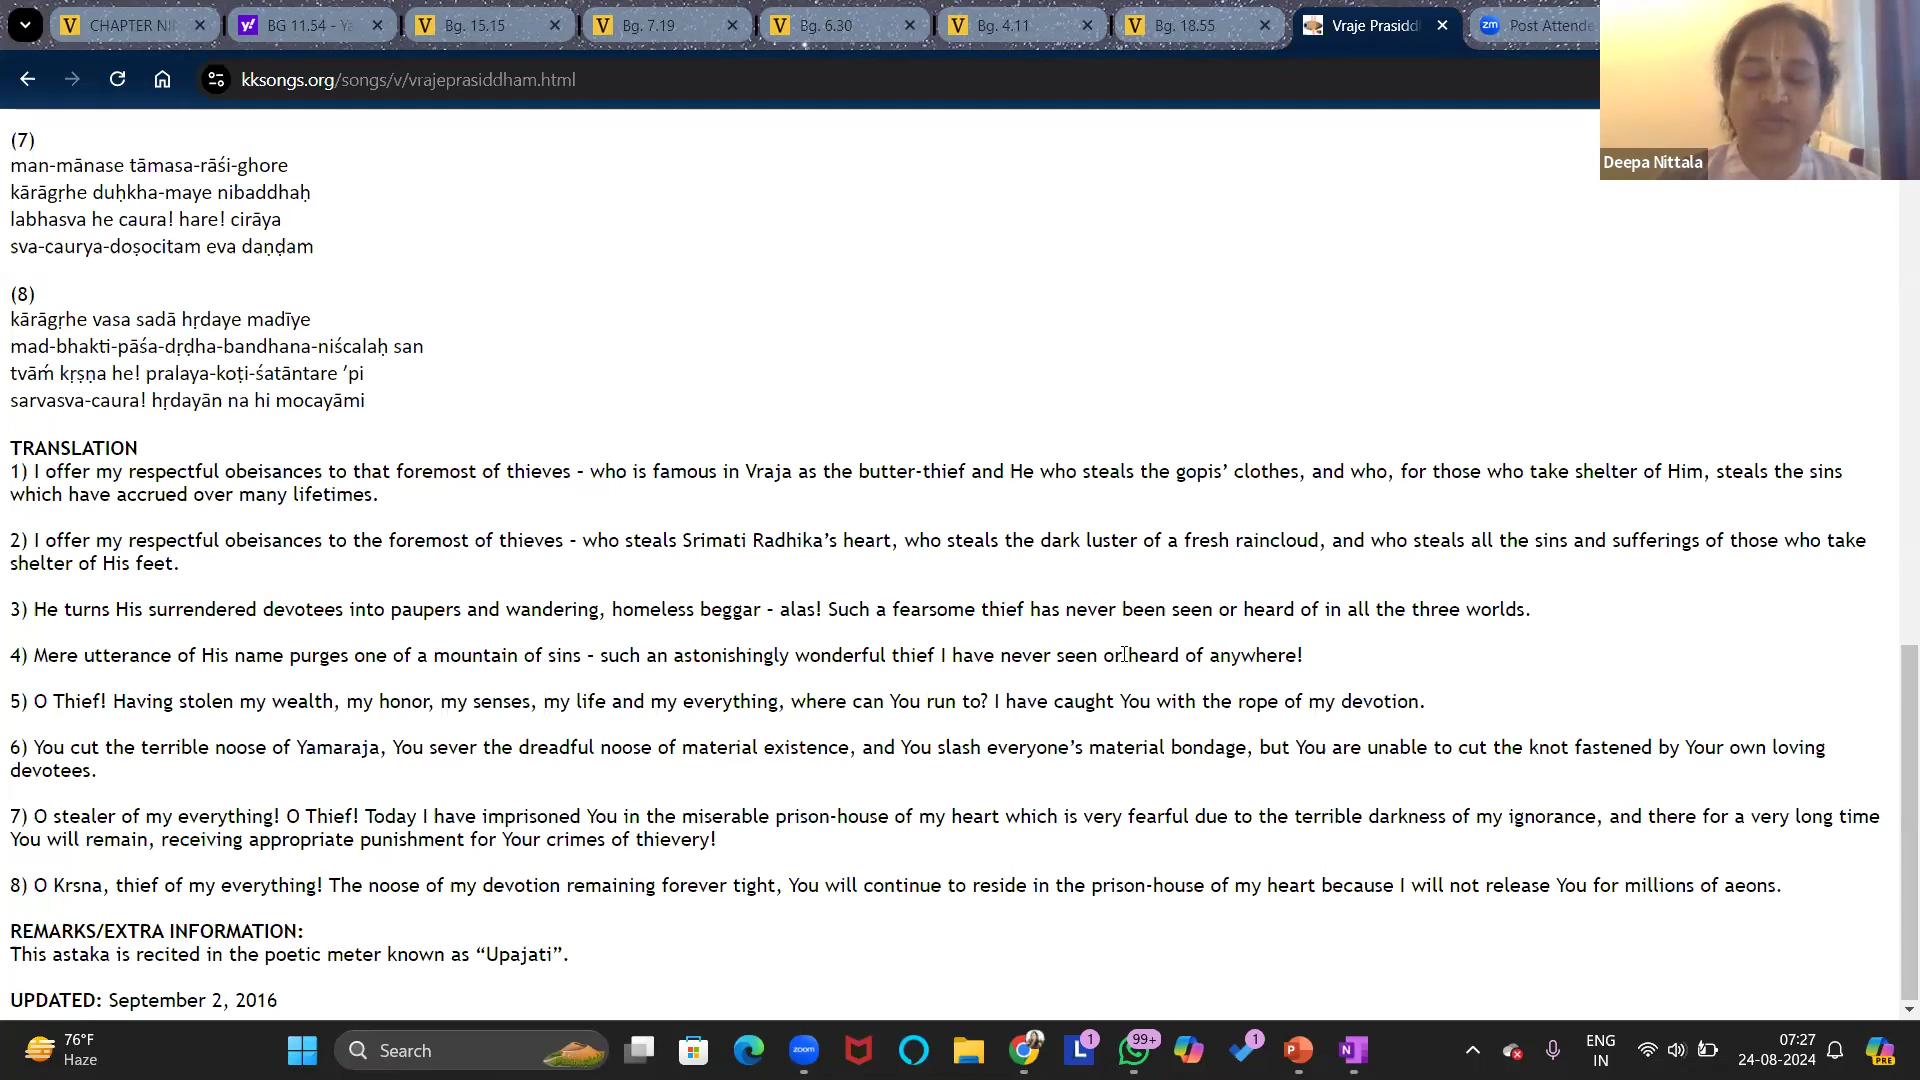 CHAPTER NI
BG 11.54 - Ya
Bg. 15.15
Bg. 7.19
Bg. 6.30
Bg. 4.11
Bg. 18.55
Vraje Prasiddh
Post Attende
kksongs.org/songs/v/vrajeprasiddham.html
Deepa Nittala
(7)
man-mānase tāmasa-rāśi-ghore
kārāgṛhe duḥkha-maye nibaddhaḥ
labhasva he caura! hare! cirāya
sva-caurya-doṣocitam eva daṇḍam
(8)
kārāgṛhe vasa sadā hṛdaye madīye
mad-bhakti-pāśa-dṛḍha-bandhana-niścalaḥ san
tvāḿ kṛṣṇa he! pralaya-koṭi-śatāntare ’pi
sarvasva-caura! hṛdayān na hi mocayāmi
TRANSLATION
1) I offer my respectful obeisances to that foremost of thieves - who is famous in Vraja as the butter-thief and He who steals the gopis’ clothes, and who, for those who take shelter of Him, steals the sins
which have accrued over many lifetimes.
2) I offer my respectful obeisances to the foremost of thieves - who steals Srimati Radhika’s heart, who steals the dark luster of a fresh raincloud, and who steals all the sins and sufferings of those who take
shelter of His feet.
3) He turns His surrendered devotees into paupers and wandering, homeless beggar - alas! Such a fearsome thief has never been seen or heard of in all the three worlds.
4) Mere utterance of His name purges one of a mountain of sins - such an astonishingly wonderful thief I have never seen or heard of anywhere!
5) O Thief! Having stolen my wealth, my honor, my senses, my life and my everything, where can You run to? I have caught You with the rope of my devotion.
6) You cut the terrible noose of Yamaraja, You sever the dreadful noose of material existence, and You slash everyone’s material bondage, but You are unable to cut the knot fastened by Your own loving
devotees.
7) O stealer of my everything! O Thief! Today I have imprisoned You in the miserable prison-house of my heart which is very fearful due to the terrible darkness of my ignorance, and there for a very long time
You will remain, receiving appropriate punishment for Your crimes of thievery!
8) O Krsna, thief of my everything! The noose of my devotion remaining forever tight, You will continue to reside in the prison-house of my heart because I will not release You for millions of aeons.
REMARKS/EXTRA INFORMATION:
This astaka is recited in the poetic meter known as “Upajati”.
UPDATED: September 2, 2016
76°F
Haze
Search
zoom
1
99+
1
ENG
IN
07:27
24-08-2024
PRE